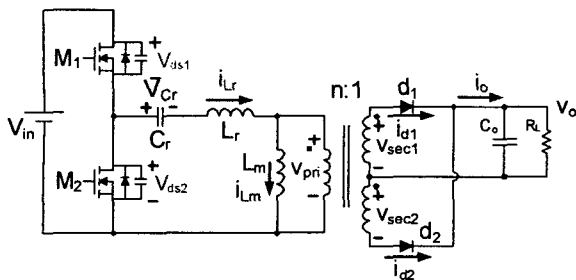 M1
+
Vds1
-
Vin
VCr
+ -
Cr
iLr
Lr
n:1
d1
io
vo
id1
Co
RL
+
vsec1
-
Lm
iLm
+
vpri
-
M2
+
Vds2
-
+
vsec2
-
d2
id2